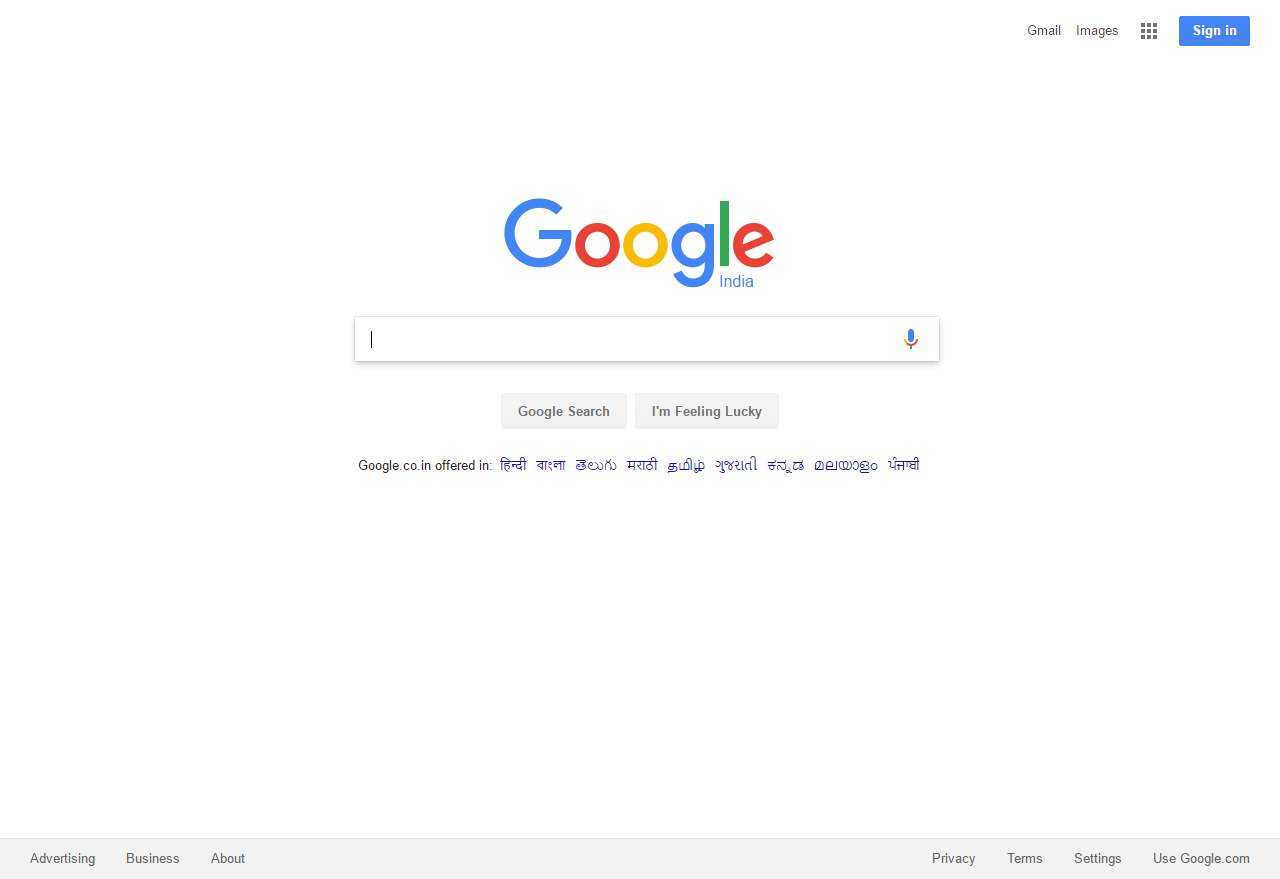 Gmail Images Sign in
Google
India
Google Search I'm Feeling Lucky
Google.co.in offered in: हिन्दी বাংলা తెలుగు मराठी தமிழ் ગુજરાતી ಕನ್ನಡ മലയാളം ਪੰਜਾਬੀ
Advertising Business About Privacy Terms Settings Use Google.com